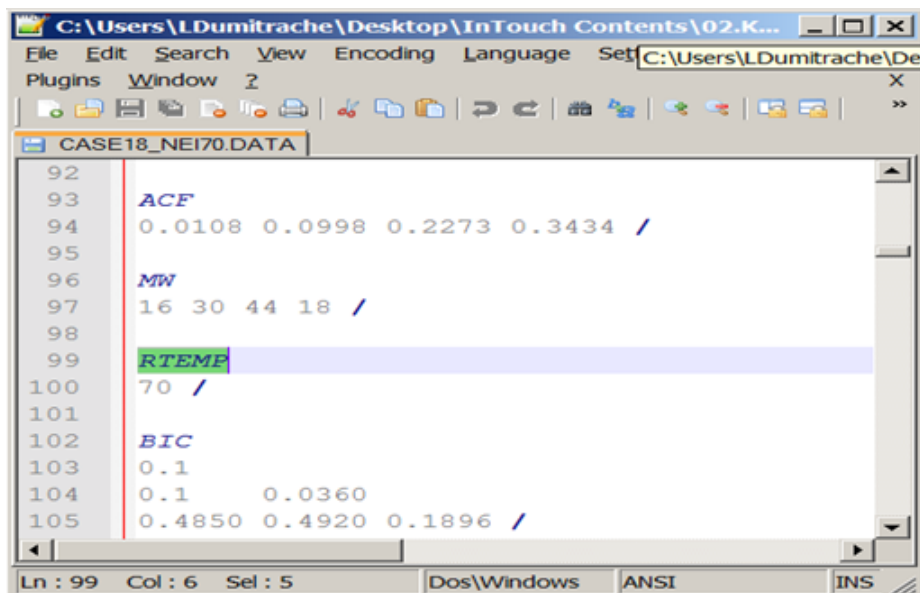 C:\Users\LDumitrache\Desktop\InTouch Contents\02.K...
File Edit Search View Encoding Language Sett
C:\Users\LDumitrache\De
Plugins Window ? X
»
CASE18_NEI70.DATA
92
93 ACF
94 0.0108 0.0998 0.2273 0.3434 /
95
96 MW
97 16 30 44 18 /
98
99 RTEMP
100 70 /
101
102 BIC
103 0.1
104 0.1 0.0360
105 0.4850 0.4920 0.1896 /
Ln : 99 Col : 6 Sel : 5 Dos\Windows ANSI INS